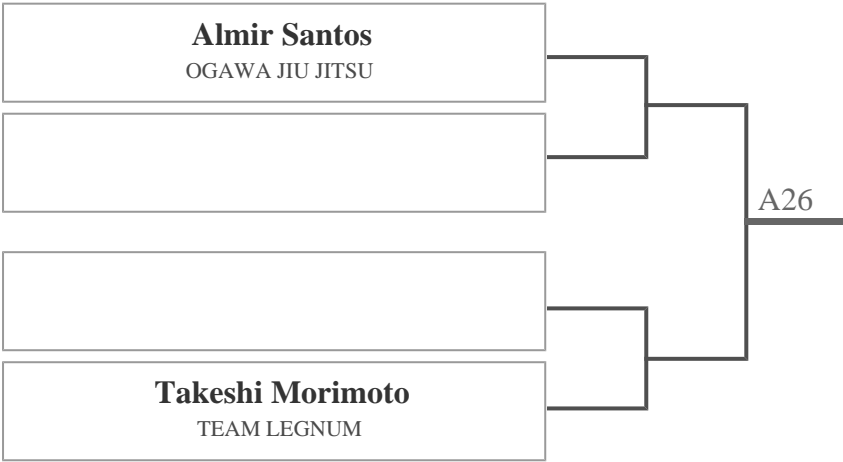 Almir Santos
OGAWA JIU JITSU
A26
Takeshi Morimoto
TEAM LEGNUM